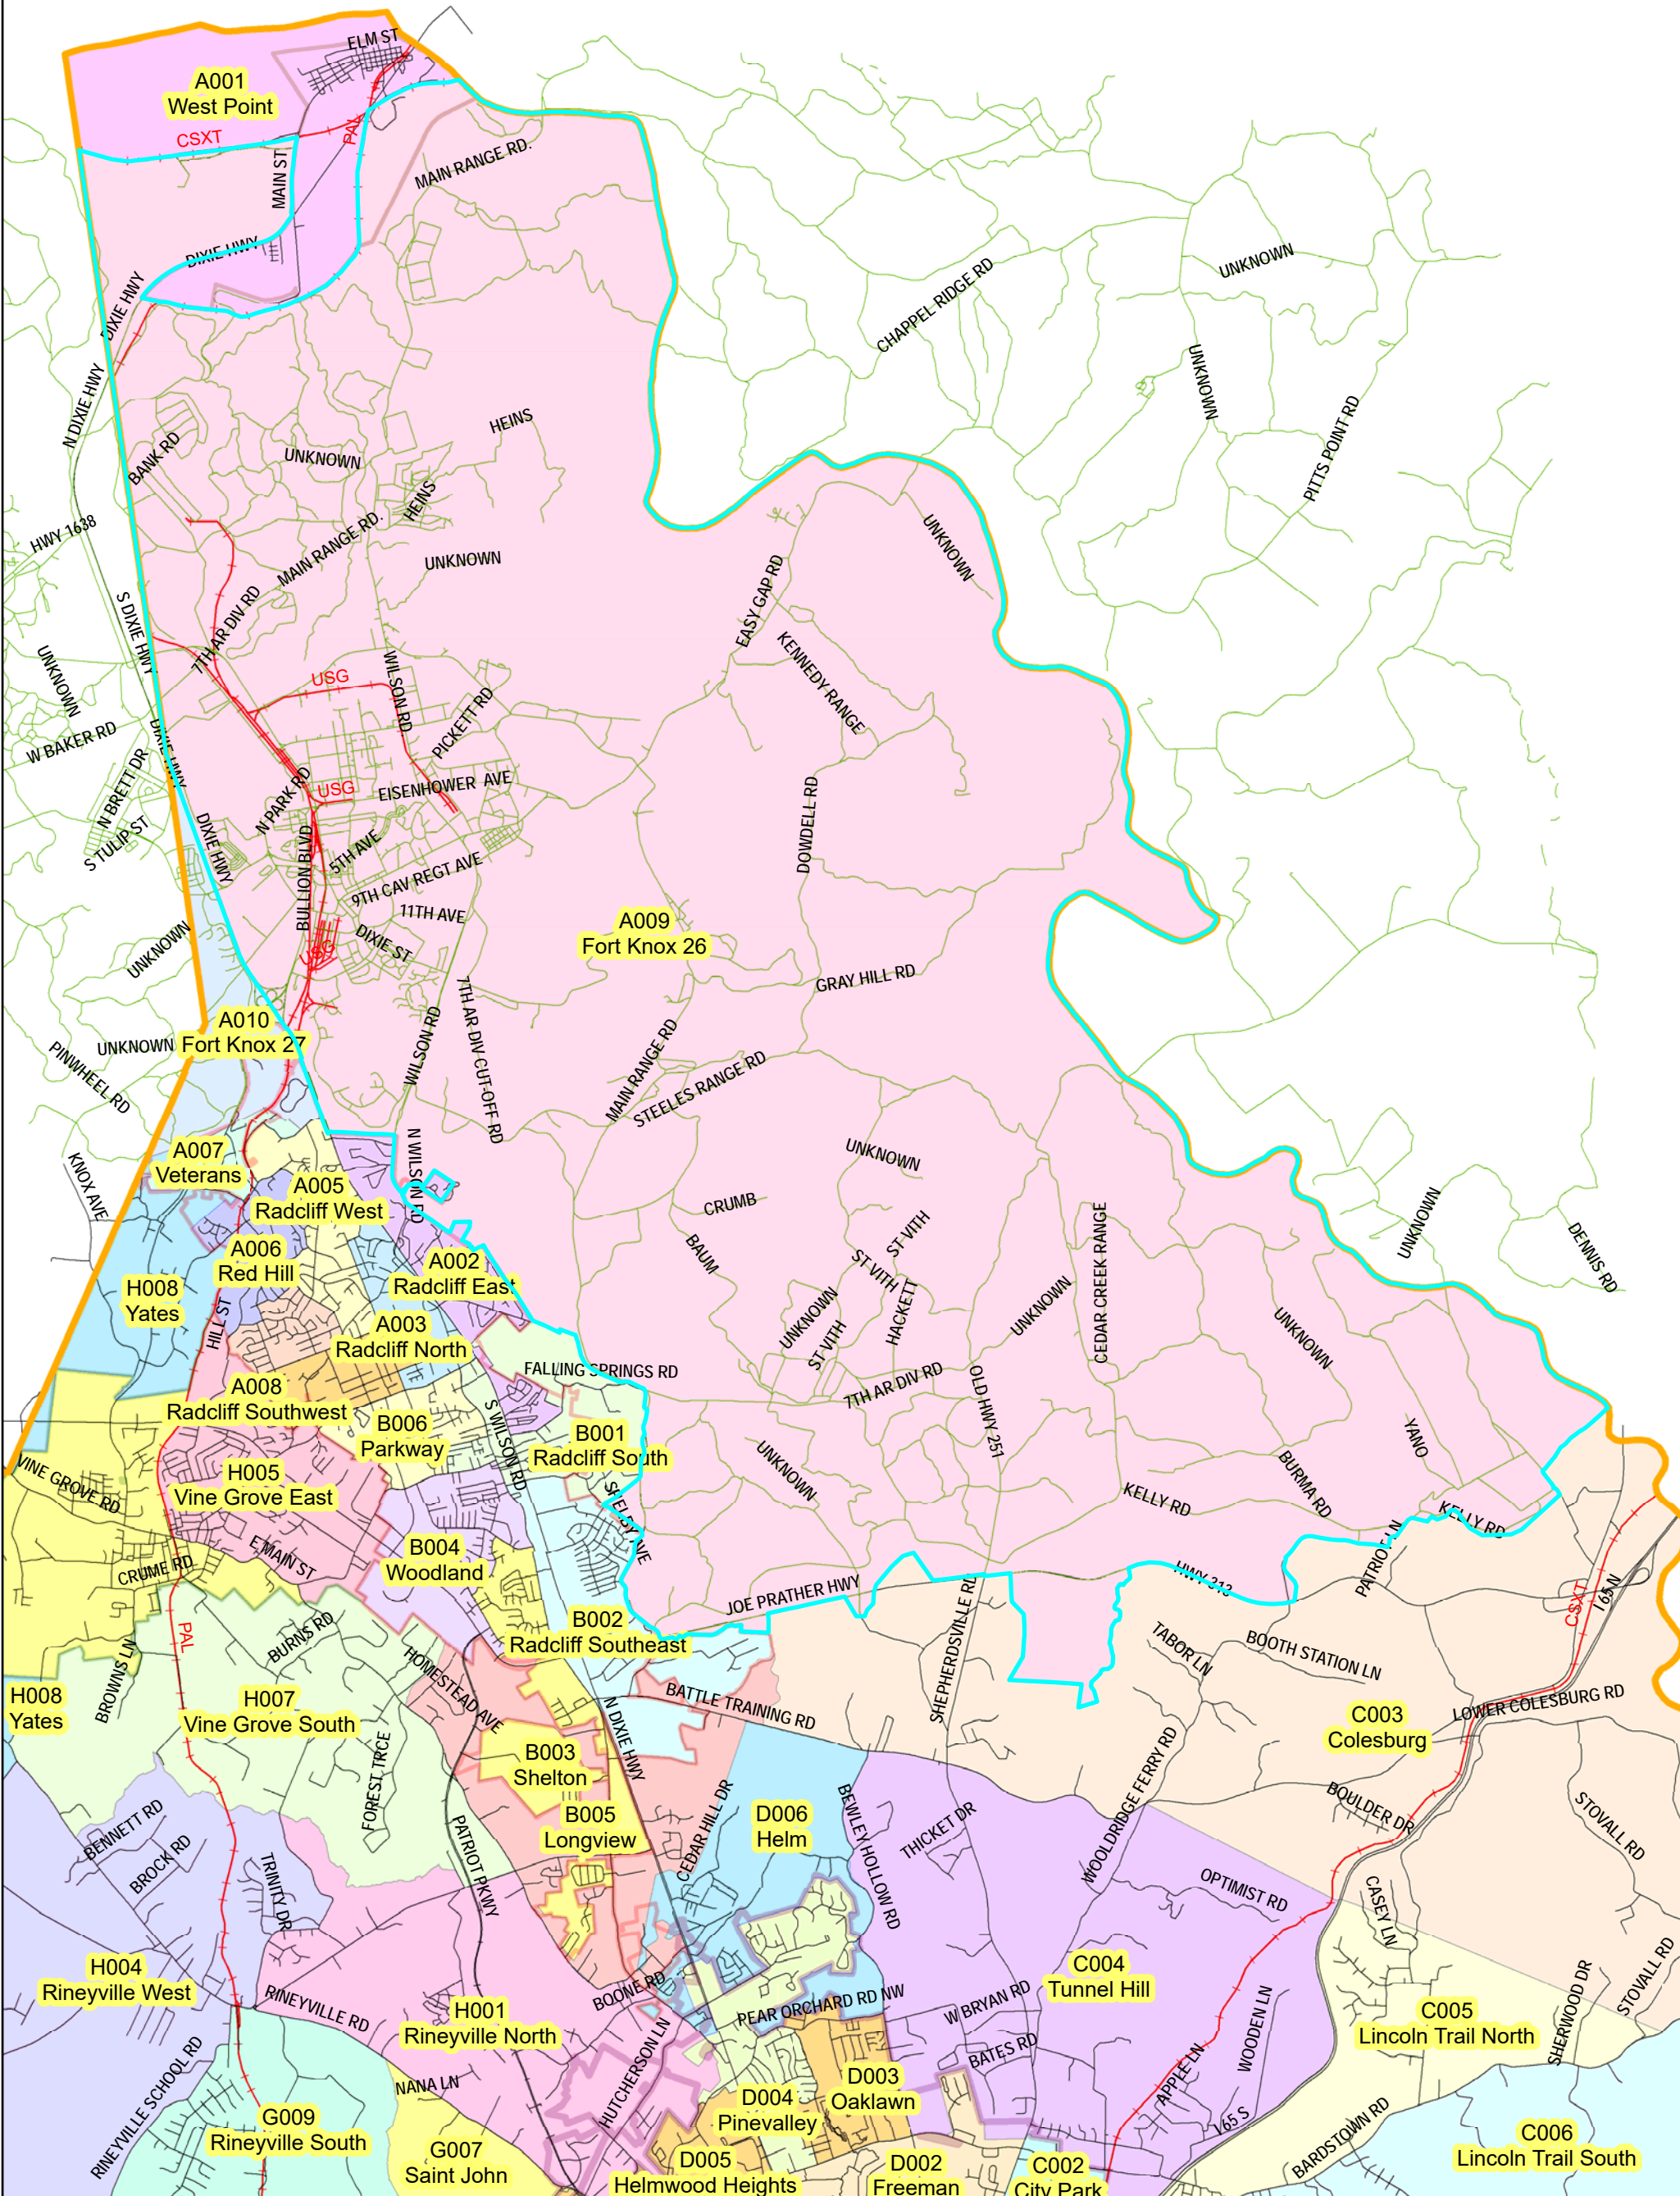 ELM ST
A001
West Point
CSXT
PAL
MAIN ST
MAIN RANGE RD.
DIXIE HWY
DIXIE HWY
UNKNOWN
CHAPPEL RIDGE RD
N DIXIE HWY
UNKNOWN
PITTS POINT RD
HEINS
BANK RD
UNKNOWN
HEINS
HWY 1638
MAIN RANGE RD.
UNKNOWN
UNKNOWN
S DIXIE HWY
7TH AR DIV RD
EASY GAP RD
KENNEDY RANGE
UNKNOWN
USG
WILSON RD.
PICKETT RD
W BAKER RD
DIXIE HWY
N BRETT DR
N PARK RD
USG
EISENHOWER AVE
DOWDELL RD
S TULIP ST
DIXIE HWY
BULLION BLVD
5TH AVE
9TH CAV REGT AVE
11TH AVE
A009
Fort Knox 26
UNKNOWN
USG
DIXIE ST
GRAY HILL RD
7TH AR DIV CUT-OFF RD
A010
Fort Knox 27
UNKNOWN
PINWHEEL RD
WILSON RD
MAIN RANGE RD
STEELES RANGE RD
A007
Veterans
KNOX AVE
N WILSON RD
UNKNOWN
A005
Radcliff West
CRUMB
BAUM
ST VITH
ST VITH
CEDAR CREEK RANGE
UNKNOWN
DENNIS RD
A006
Red Hill
A002
Radcliff East
H008
Yates
HILL ST
A003
Radcliff North
UNKNOWN
ST VITH
HACKETT
UNKNOWN
UNKNOWN
FALLING SPRINGS RD
7TH AR DIV RD
OLD HWY 251
A008
Radcliff Southwest
B006
Parkway
S WILSON RD
B001
Radcliff South
YANO
VINE GROVE RD
H005
Vine Grove East
UNKNOWN
KELLY RD
BURMA RD
KELLY RD
SHELBY AVE
E MAIN ST
CRUME RD
B004
Woodland
PATRIOT LN
HWY 313
JOE PRATHER HWY
SHEPHERDSVILLE RD
CSXT
I 65 N
B002
Radcliff Southeast
PAL
BURNS RD
BROWNS LN
HOMESTEAD AVE
TABOR LN
BOOTH STATION LN
H008
Yates
H007
Vine Grove South
BATTLE TRAINING RD
C003
Colesburg
LOWER COLESBURG RD
FOREST TRCE
B003
Shelton
N DIXIE HWY
WOOLDRIDGE FERRY RD
BENNETT RD
BROCK RD
PATRIOT PKWY
B005
Longview
CEDAR HILL DR
D006
Helm
BEWLEY HOLLOW RD
THICKET DR
BOULDER DR
STOVALL RD
TRINITY DR
OPTIMIST RD
CASEY LN
H004
Rineyville West
RINEYVILLE RD
H001
Rineyville North
BOONE RD
PEAR ORCHARD RD NW
W BRYAN RD
C004
Tunnel Hill
WOODEN LN
C005
Lincoln Trail North
SHERWOOD DR
STOVALL RD
RINEYVILLE SCHOOL RD
NANA LN
HUTCHERSON LN
BATES RD
APPLE LN
D003
Oaklawn
D004
Pinevalley
G009
Rineyville South
G007
Saint John
D005
Helmwood Heights
D002
Freeman
C002
City Park
I 65 S
BARDSTOWN RD
C006
Lincoln Trail South